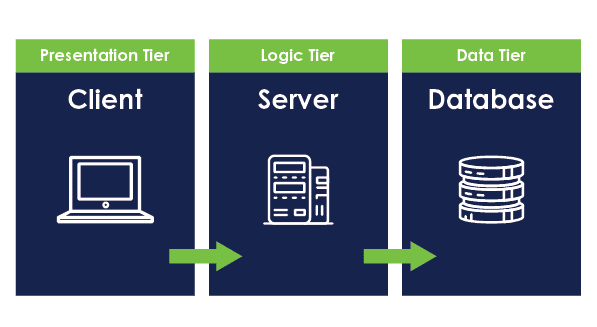 Presentation Tier
Client
Logic Tier
Server
Data Tier
Database